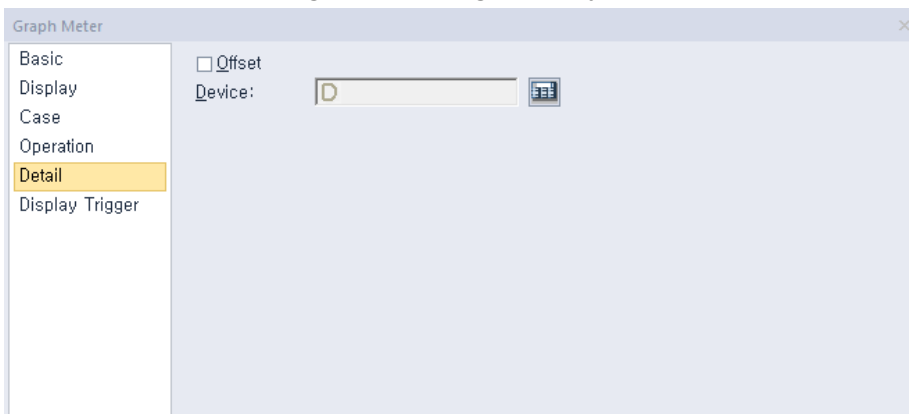 Graph Meter
Basic
Display
Case
Operation
Detail
Display Trigger
Offset
Device:
D